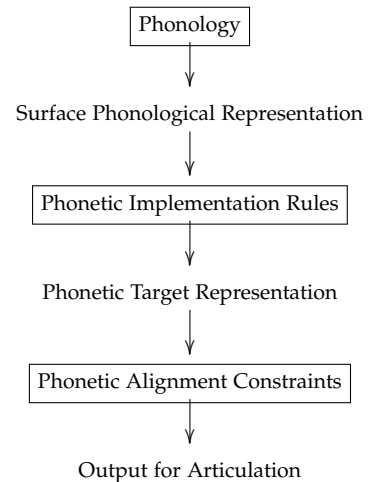 Phonology
Surface Phonological Representation
Phonetic Implementation Rules
Phonetic Target Representation
Phonetic Alignment Constraints
Output for Articulation